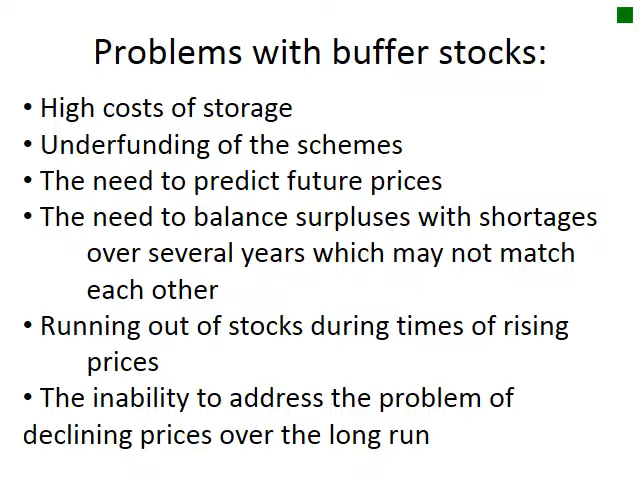 Problems with buffer stocks:
• High costs of storage
• Underfunding of the schemes
• The need to predict future prices
• The need to balance surpluses with shortages
over several years which may not match
each other
• Running out of stocks during times of rising
prices
• The inability to address the problem of
declining prices over the long run